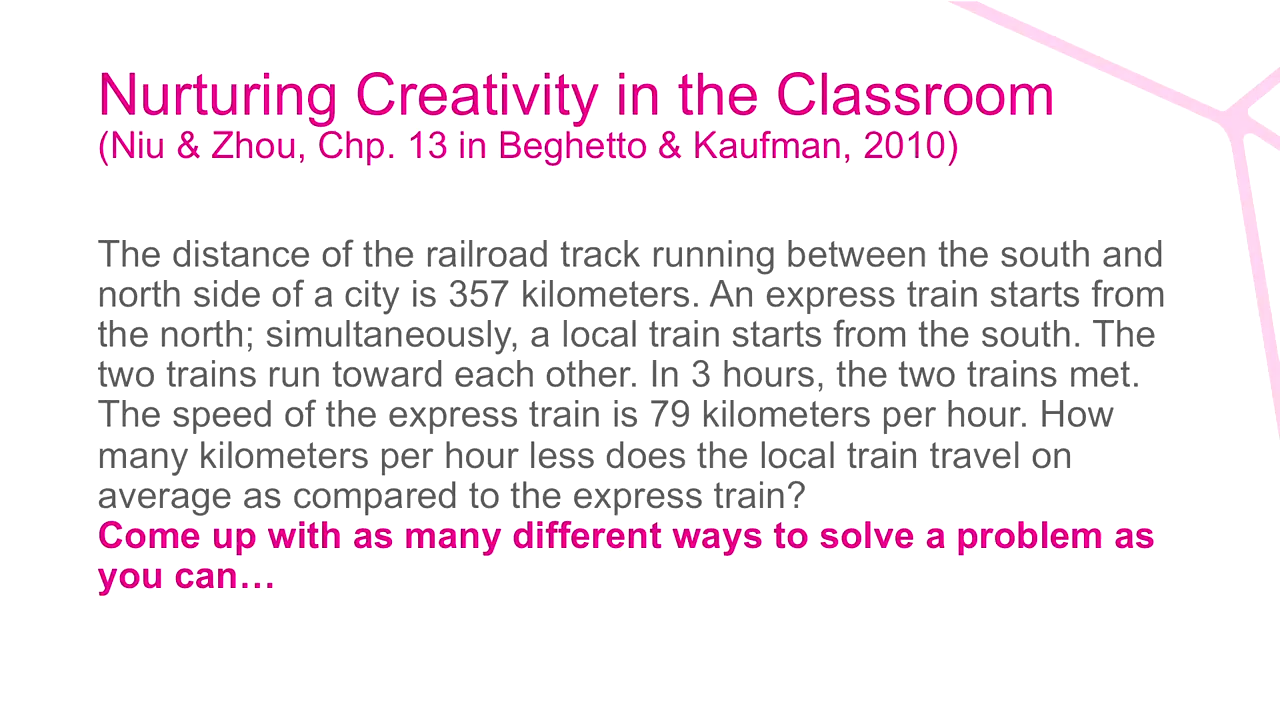 Nurturing Creativity in the Classroom
(Niu & Zhou, Chp. 13 in Beghetto & Kaufman, 2010)
The distance of the railroad track running between the south and
north side of a city is 357 kilometers. An express train starts from
the north; simultaneously, a local train starts from the south. The
two trains run toward each other. In 3 hours, the two trains met.
The speed of the express train is 79 kilometers per hour. How
many kilometers per hour less does the local train travel on
average as compared to the express train?
Come up with as many different ways to solve a problem as
you can…